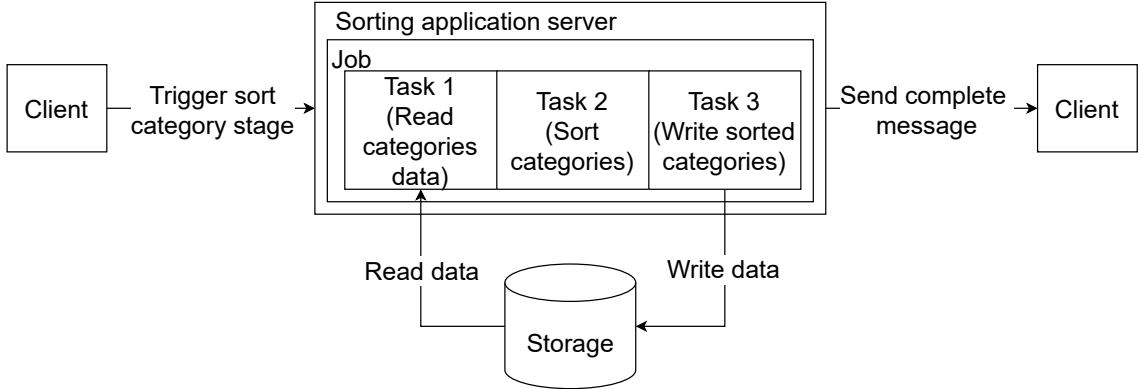 Sorting application server
Job
Client
Trigger sort
category stage
Task 1
(Read
categories
data)
Task 2
(Sort
categories)
Task 3
(Write sorted
categories)
Send complete
message
Client
Read data
Write data
Storage